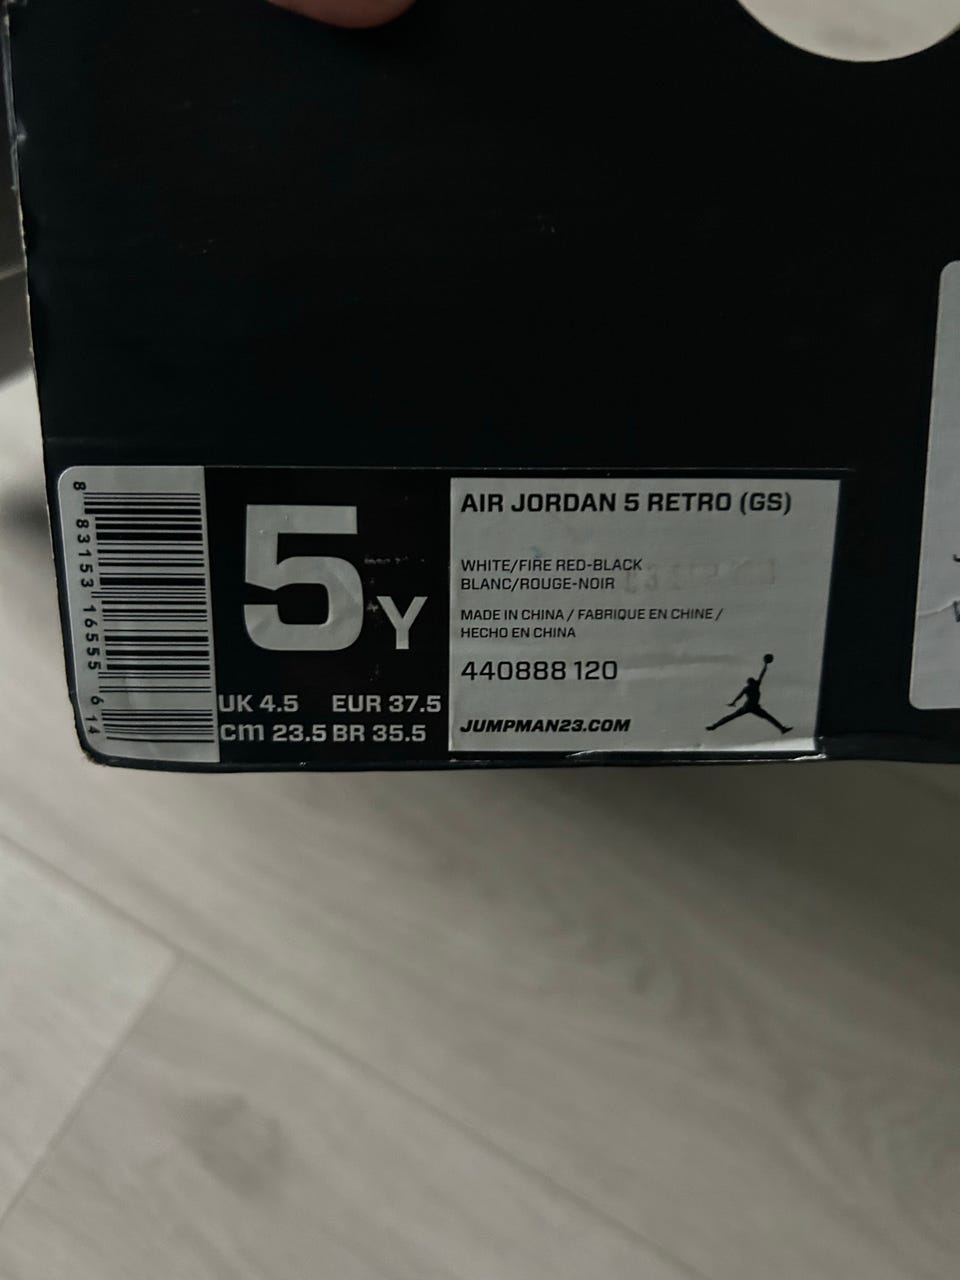 8 83153 16555 6 14
5Y
UK 4.5 EUR 37.5
cm 23.5 BR 35.5
AIR JORDAN 5 RETRO (GS)
WHITE/FIRE RED-BLACK
BLANC/ROUGE-NOIR
MADE IN CHINA / FABRIQUE EN CHINE /
HECHO EN CHINA
440888 120
JUMPMAN23.COM